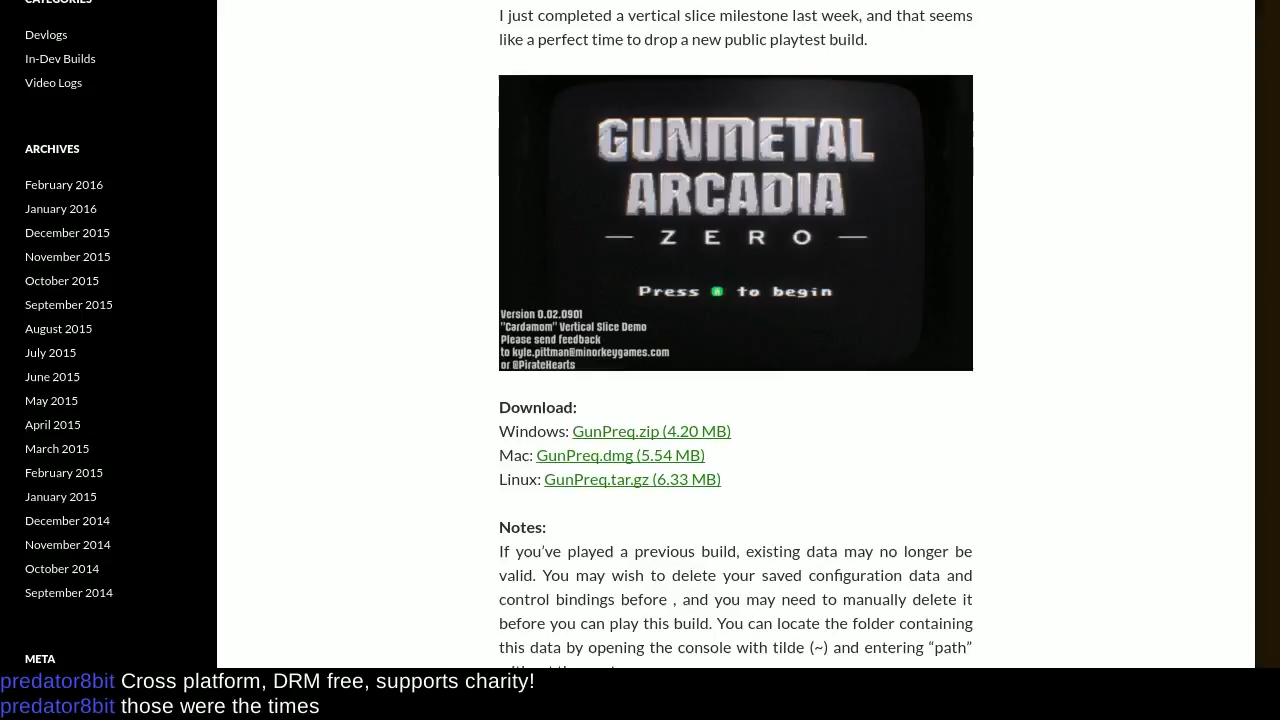 CATEGORIES
Devlogs
In-Dev Builds
Video Logs
ARCHIVES
February 2016
January 2016
December 2015
November 2015
October 2015
September 2015
August 2015
July 2015
June 2015
May 2015
April 2015
March 2015
February 2015
January 2015
December 2014
November 2014
October 2014
September 2014
META
I just completed a vertical slice milestone last week, and that seems
like a perfect time to drop a new public playtest build.
GUNMETAL
ARCADIA
ZERO
Press A to begin
Version 0.02.0901
"Cardamom" Vertical Slice Demo
Please send feedback
to kyle.pittman@minorkeygames.com
or @PirateHearts
Download:
Windows: GunPreq.zip (4.20 MB)
Mac: GunPreq.dmg (5.54 MB)
Linux: GunPreq.tar.gz (6.33 MB)
Notes:
If you’ve played a previous build, existing data may no longer be
valid. You may wish to delete your saved configuration data and
control bindings before , and you may need to manually delete it
before you can play this build. You can locate the folder containing
this data by opening the console with tilde (~) and entering “path”
predator8bit Cross platform, DRM free, supports charity!
predator8bit those were the times